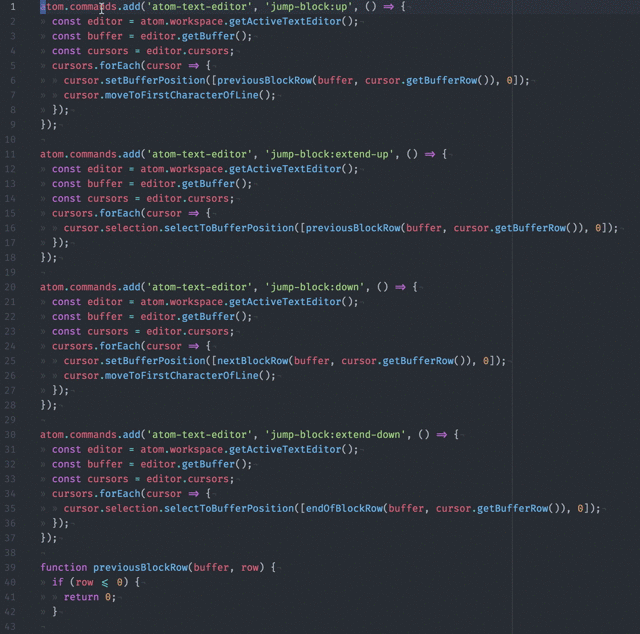 1 atom.commands.add('atom-text-editor', 'jump-block:up', () => {
2 const editor = atom.workspace.getActiveTextEditor();
3 const buffer = editor.getBuffer();
4 const cursors = editor.cursors;
5 cursors.forEach(cursor => {
6 cursor.setBufferPosition([previousBlockRow(buffer, cursor.getBufferRow()), 0]);
7 cursor.moveToFirstCharacterOfLine();
8 });
9 });
10
11 atom.commands.add('atom-text-editor', 'jump-block:extend-up', () => {
12 const editor = atom.workspace.getActiveTextEditor();
13 const buffer = editor.getBuffer();
14 const cursors = editor.cursors;
15 cursors.forEach(cursor => {
16 cursor.selection.selectToBufferPosition([previousBlockRow(buffer, cursor.getBufferRow()), 0]);
17 });
18 });
19
20 atom.commands.add('atom-text-editor', 'jump-block:down', () => {
21 const editor = atom.workspace.getActiveTextEditor();
22 const buffer = editor.getBuffer();
23 const cursors = editor.cursors;
24 cursors.forEach(cursor => {
25 cursor.setBufferPosition([nextBlockRow(buffer, cursor.getBufferRow()), 0]);
26 cursor.moveToFirstCharacterOfLine();
27 });
28 });
29
30 atom.commands.add('atom-text-editor', 'jump-block:extend-down', () => {
31 const editor = atom.workspace.getActiveTextEditor();
32 const buffer = editor.getBuffer();
33 const cursors = editor.cursors;
34 cursors.forEach(cursor => {
35 cursor.selection.selectToBufferPosition([endOfBlockRow(buffer, cursor.getBufferRow()), 0]);
36 });
37 });
38
39 function previousBlockRow(buffer, row) {
40 if (row <= 0) {
41 return 0;
42 }
43